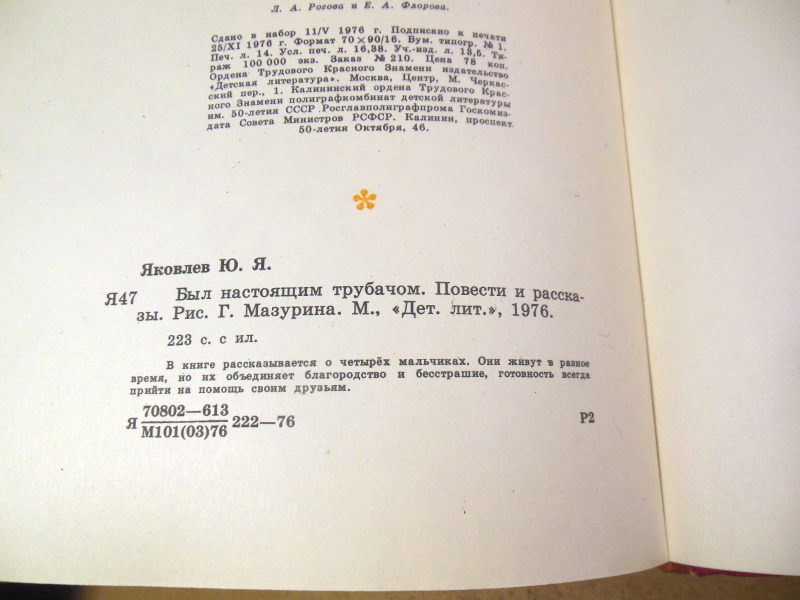 Л. А. Рогова и Е. А. Флорова.
Сдано в набор 11/V 1976 г. Подписано к печати
25/XI 1976 г. Формат 70×90/16. Бум. типогр. № 1.
Печ. л. 14. Усл. печ. л. 16,38. Уч.-изд. л. 13,5. Ти-
раж 100 000 экз. Заказ № 210. Цена 78 коп.
Ордена Трудового Красного Знамени издательство
«Детская литература». Москва, Центр, М. Черкас-
ский пер., 1. Калининский ордена Трудового Крас-
ного Знамени полиграфкомбинат детской литературы
им. 50-летия СССР Росглавполиграфпрома Госкомиз-
дата Совета Министров РСФСР. Калинин, проспект
50-летия Октября, 46.
Яковлев Ю. Я.
Я47 Был настоящим трубачом. Повести и расска-
зы. Рис. Г. Мазурина. М., «Дет. лит.», 1976.
223 с. с ил.
В книге рассказывается о четырёх мальчиках. Они живут в разное
время, но их объединяет благородство и бесстрашие, готовность всегда
прийти на помощь своим друзьям.
Я 70802—613
М101(03)76 222—76
Р2